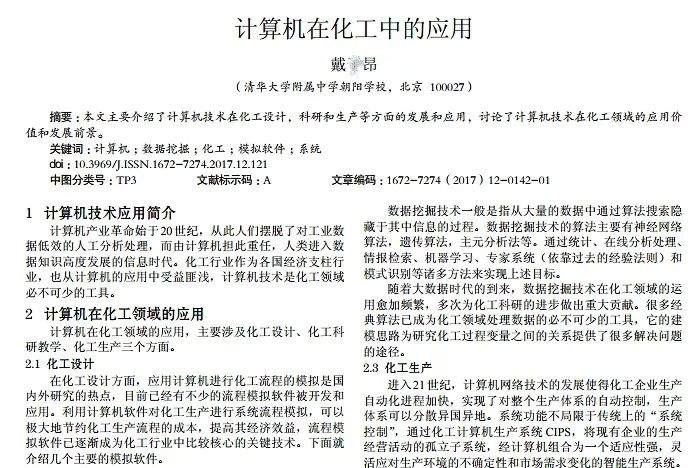 计算机在化工中的应用
戴 昂
(清华大学附属中学朝阳学校，北京 100027)
摘要：本文主要介绍了计算机技术在化工设计，科研和生产等方面的发展和应用，讨论了计算机技术在化工领域的应用价
值和发展前景。
关键词：计算机；数据挖掘；化工；模拟软件；系统
doi：10.3969/J.ISSN.1672-7274.2017.12.121
中图分类号：TP3 文献标示码：A 文章编码：1672-7274（2017）12-0142-01
1 计算机技术应用简介
计算机产业革命始于20世纪，从此人们摆脱了对工业数
据低效的人工分析处理，而由计算机担此重任，人类进入数
据知识高度发展的信息时代。化工行业作为各国经济支柱行
业，也从计算机的应用中受益匪浅，计算机技术是化工领域
必不可少的工具。
2 计算机在化工领域的应用
计算机在化工领域的应用，主要涉及化工设计、化工科
研教学、化工生产三个方面。
2.1 化工设计
在化工设计方面，应用计算机进行化工流程的模拟是国
内外研究的热点，目前已经有不少的流程模拟软件被开发和
应用。利用计算机软件对化工生产进行系统流程模拟，可以
极大地节约化工生产流程的成本，提高其经济效益，流程模
拟软件已逐渐成为化工行业中比较核心的关键技术。下面就
介绍几个主要的模拟软件。
数据挖掘技术一般是指从大量的数据中通过算法搜索隐
藏于其中信息的过程。数据挖掘技术的算法主要有神经网络
算法，遗传算法，主元分析法等。通过统计、在线分析处理、
情报检索、机器学习、专家系统（依靠过去的经验法则）和
模式识别等诸多方法来实现上述目标。
随着大数据时代的到来，数据挖掘技术在化工领域的运
用愈加频繁，多次为化工科研的进步做出重大贡献。很多经
典算法已成为化工领域处理数据的必不可少的工具，它的建
模思路为研究化工过程变量之间的关系提供了很多解决问题
的途径。
2.3 化工生产
进入21世纪，计算机网络技术的发展使得化工企业生产
自动化进程加快，实现了对整个生产体系的自动控制，生产
体系可以分散异国异地。系统功能不局限于传统上的“系统
控制”，通过化工计算机生产系统 CIPS，将现有企业的生产
经营活动的孤立子系统，经计算机组合为一个适应性强，灵
活应对生产环境的不确定性和市场需求变化的智能生产系统。